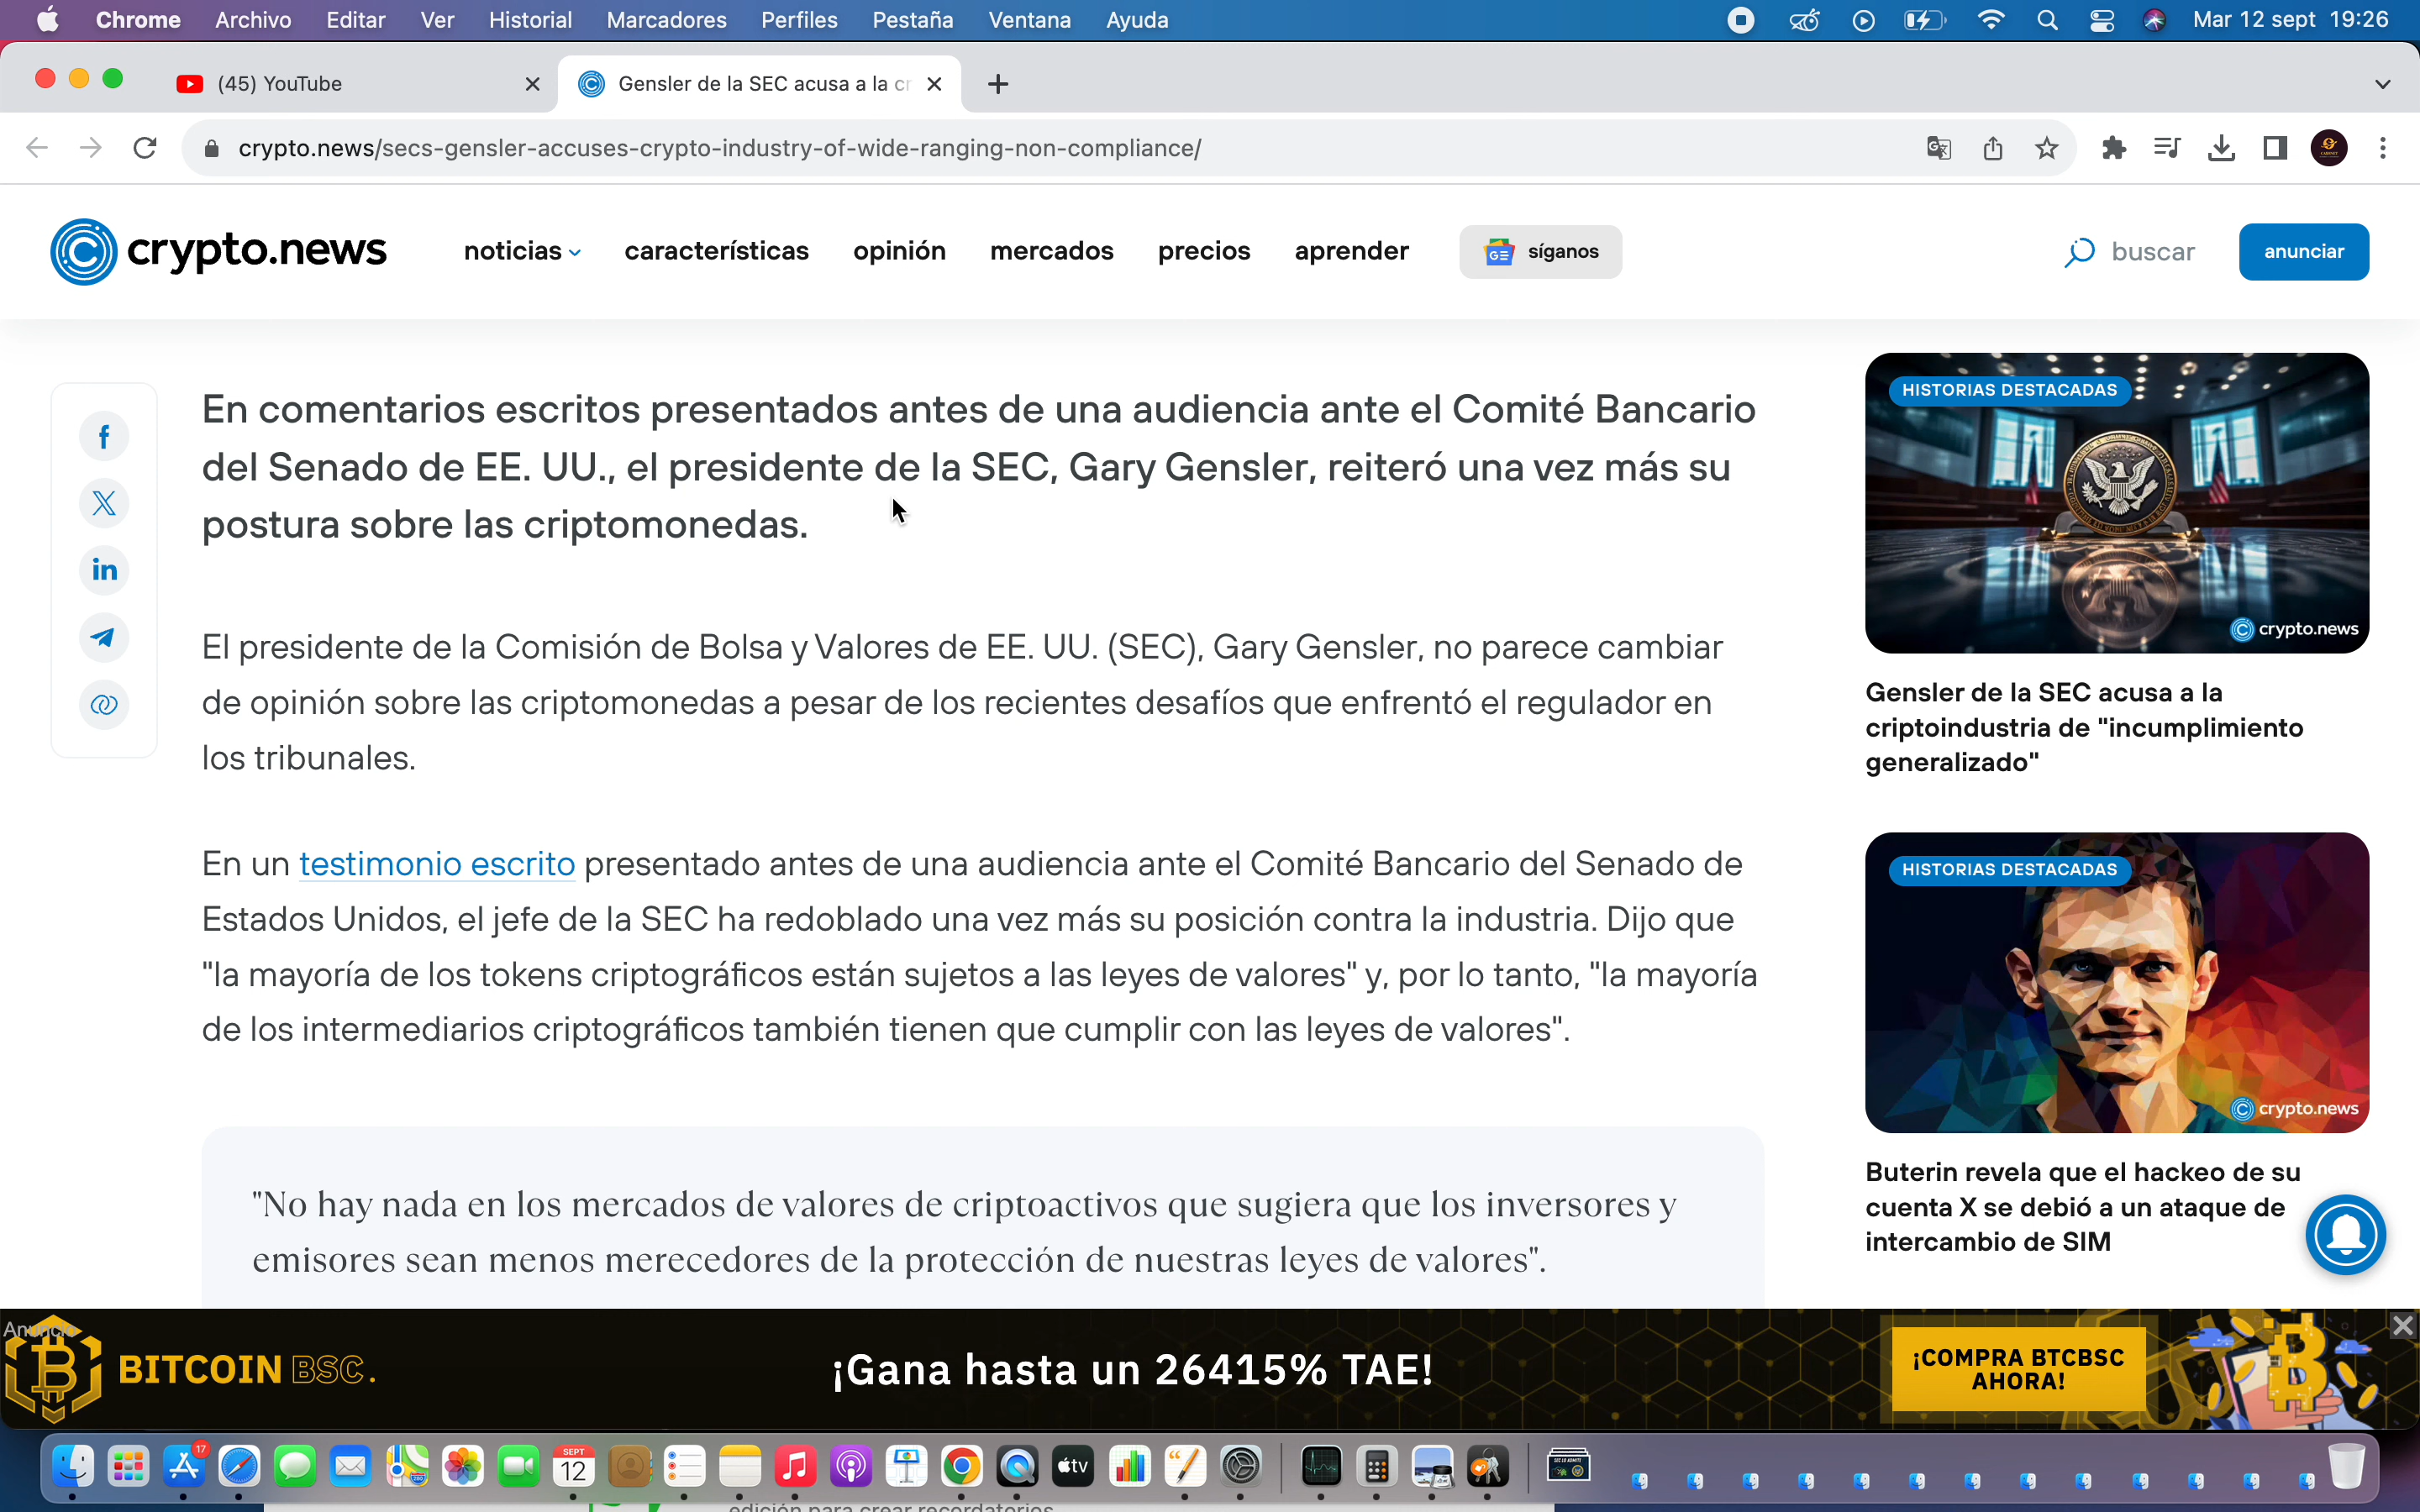 Chrome Archivo Editar Ver Historial Marcadores Perfiles Pestaña Ventana Ayuda Mar 12 sept 19:26
(45) YouTube
Gensler de la SEC acusa a la cr
crypto.news/secs-gensler-accuses-crypto-industry-of-wide-ranging-non-compliance/
crypto.news noticias características opinión mercados precios aprender síganos buscar anunciar
En comentarios escritos presentados antes de una audiencia ante el Comité Bancario
del Senado de EE. UU., el presidente de la SEC, Gary Gensler, reiteró una vez más su
postura sobre las criptomonedas.
El presidente de la Comisión de Bolsa y Valores de EE. UU. (SEC), Gary Gensler, no parece cambiar
de opinión sobre las criptomonedas a pesar de los recientes desafíos que enfrentó el regulador en
los tribunales.
En un testimonio escrito presentado antes de una audiencia ante el Comité Bancario del Senado de
Estados Unidos, el jefe de la SEC ha redoblado una vez más su posición contra la industria. Dijo que
"la mayoría de los tokens criptográficos están sujetos a las leyes de valores" y, por lo tanto, "la mayoría
de los intermediarios criptográficos también tienen que cumplir con las leyes de valores".
"No hay nada en los mercados de valores de criptoactivos que sugiera que los inversores y
emisores sean menos merecedores de la protección de nuestras leyes de valores".
HISTORIAS DESTACADAS
crypto.news
Gensler de la SEC acusa a la
criptoindustria de "incumplimiento
generalizado"
HISTORIAS DESTACADAS
crypto.news
Buterin revela que el hackeo de su
cuenta X se debió a un ataque de
intercambio de SIM
Anuncio
BITCOIN BSC.
¡Gana hasta un 26415% TAE!
¡COMPRA BTCBSC
AHORA!
17
SEPT
12
tv
edición para crear recordatorios